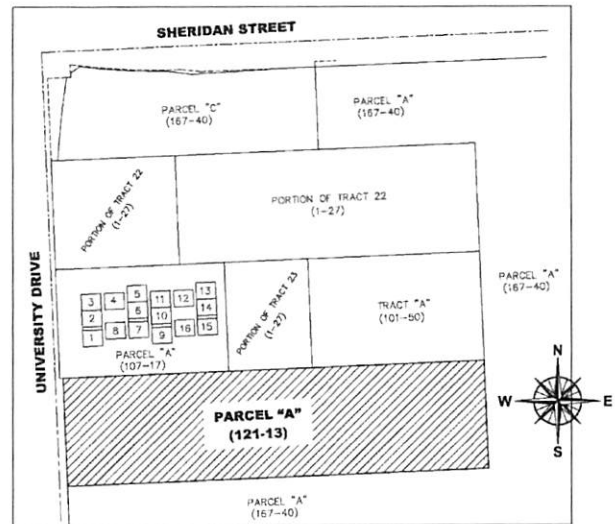 SHERIDAN STREET
PARCEL "C"
(167-40)
PARCEL "A"
(167-40)
PORTION OF TRACT 22
(1-27)
PORTION OF TRACT 22
(1-27)
UNIVERSITY DRIVE
3
4
5
11
12
13
2
6
10
14
1
8
7
9
16
15
PARCEL "A"
(107-17)
PORTION OF TRACT 23
(1-27)
TRACT "A"
(101-50)
PARCEL "A"
(167-40)
N
W
E
S
PARCEL "A"
(121-13)
PARCEL "A"
(167-40)